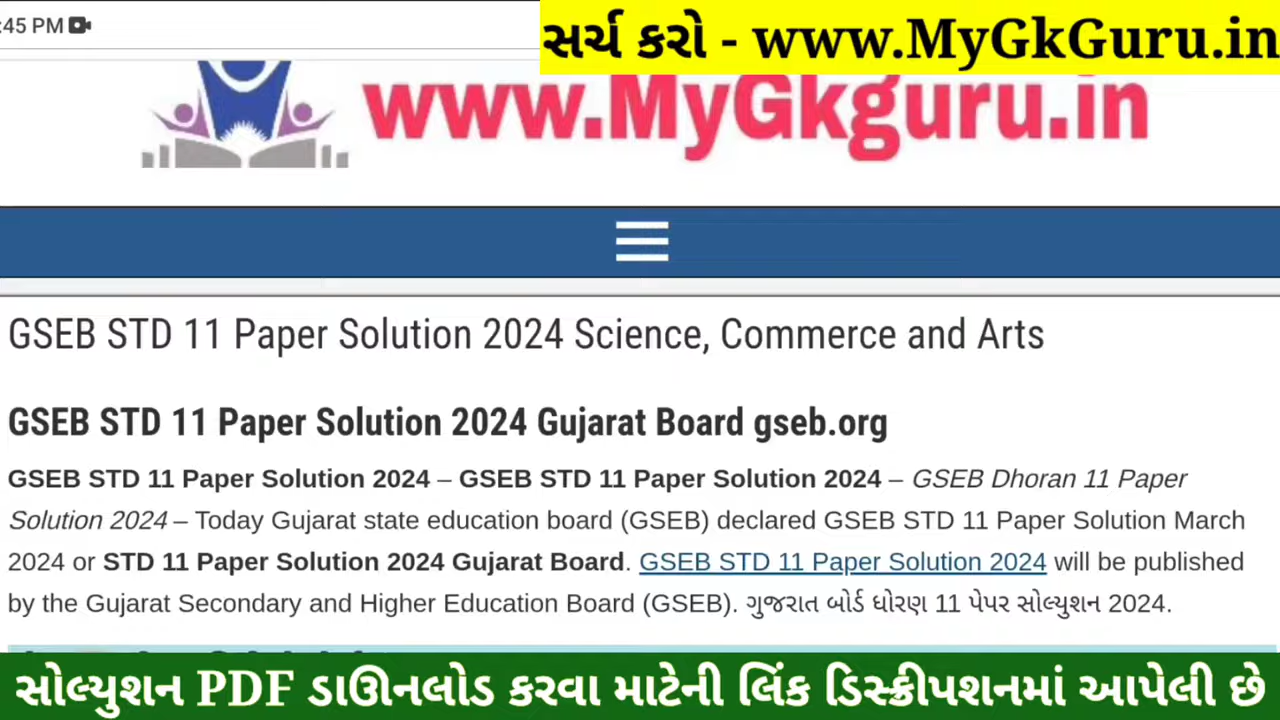 :45 PM
સર્ચ કરો - www.MyGkGuru.in
www.MyGkguru.in
GSEB STD 11 Paper Solution 2024 Science, Commerce and Arts
GSEB STD 11 Paper Solution 2024 Gujarat Board gseb.org
GSEB STD 11 Paper Solution 2024 – GSEB STD 11 Paper Solution 2024 – GSEB Dhoran 11 Paper
Solution 2024 – Today Gujarat state education board (GSEB) declared GSEB STD 11 Paper Solution March
2024 or STD 11 Paper Solution 2024 Gujarat Board. GSEB STD 11 Paper Solution 2024 will be published
by the Gujarat Secondary and Higher Education Board (GSEB). ગુજરાત બોર્ડ ધોરણ 11 પેપર સોલ્યુશન 2024.
સોલ્યુશન PDF ડાઊનલોડ કરવા માટેની લિંક ડિસ્ક્રીપશનમાં આપેલી છે